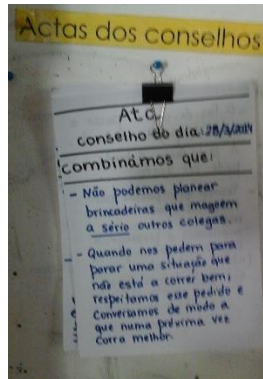 Actas dos conselhos
Ata
conselho do dia: 28/3/2014
combinámos que:
- Não podemos planear
brincadeiras que magoem
a sério outros colegas.
- Quando nos pedem para
parar uma situação que
não está a correr bem,
respeitamos esse pedido e
conversamos de modo a
que numa próxima vez
corra melhor.